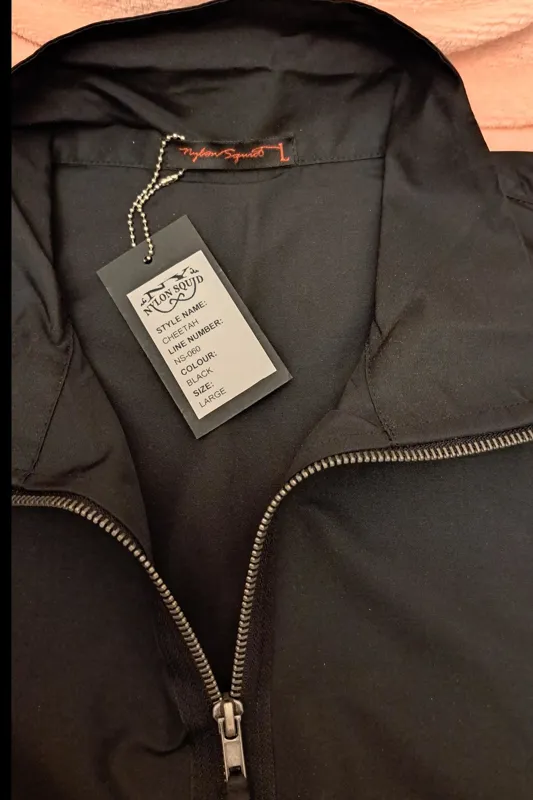 Nylon Squid L
NYLON SQUID
STYLE NAME:
CHEETAH
LINE NUMBER:
NS-060
COLOUR:
BLACK
SIZE:
LARGE